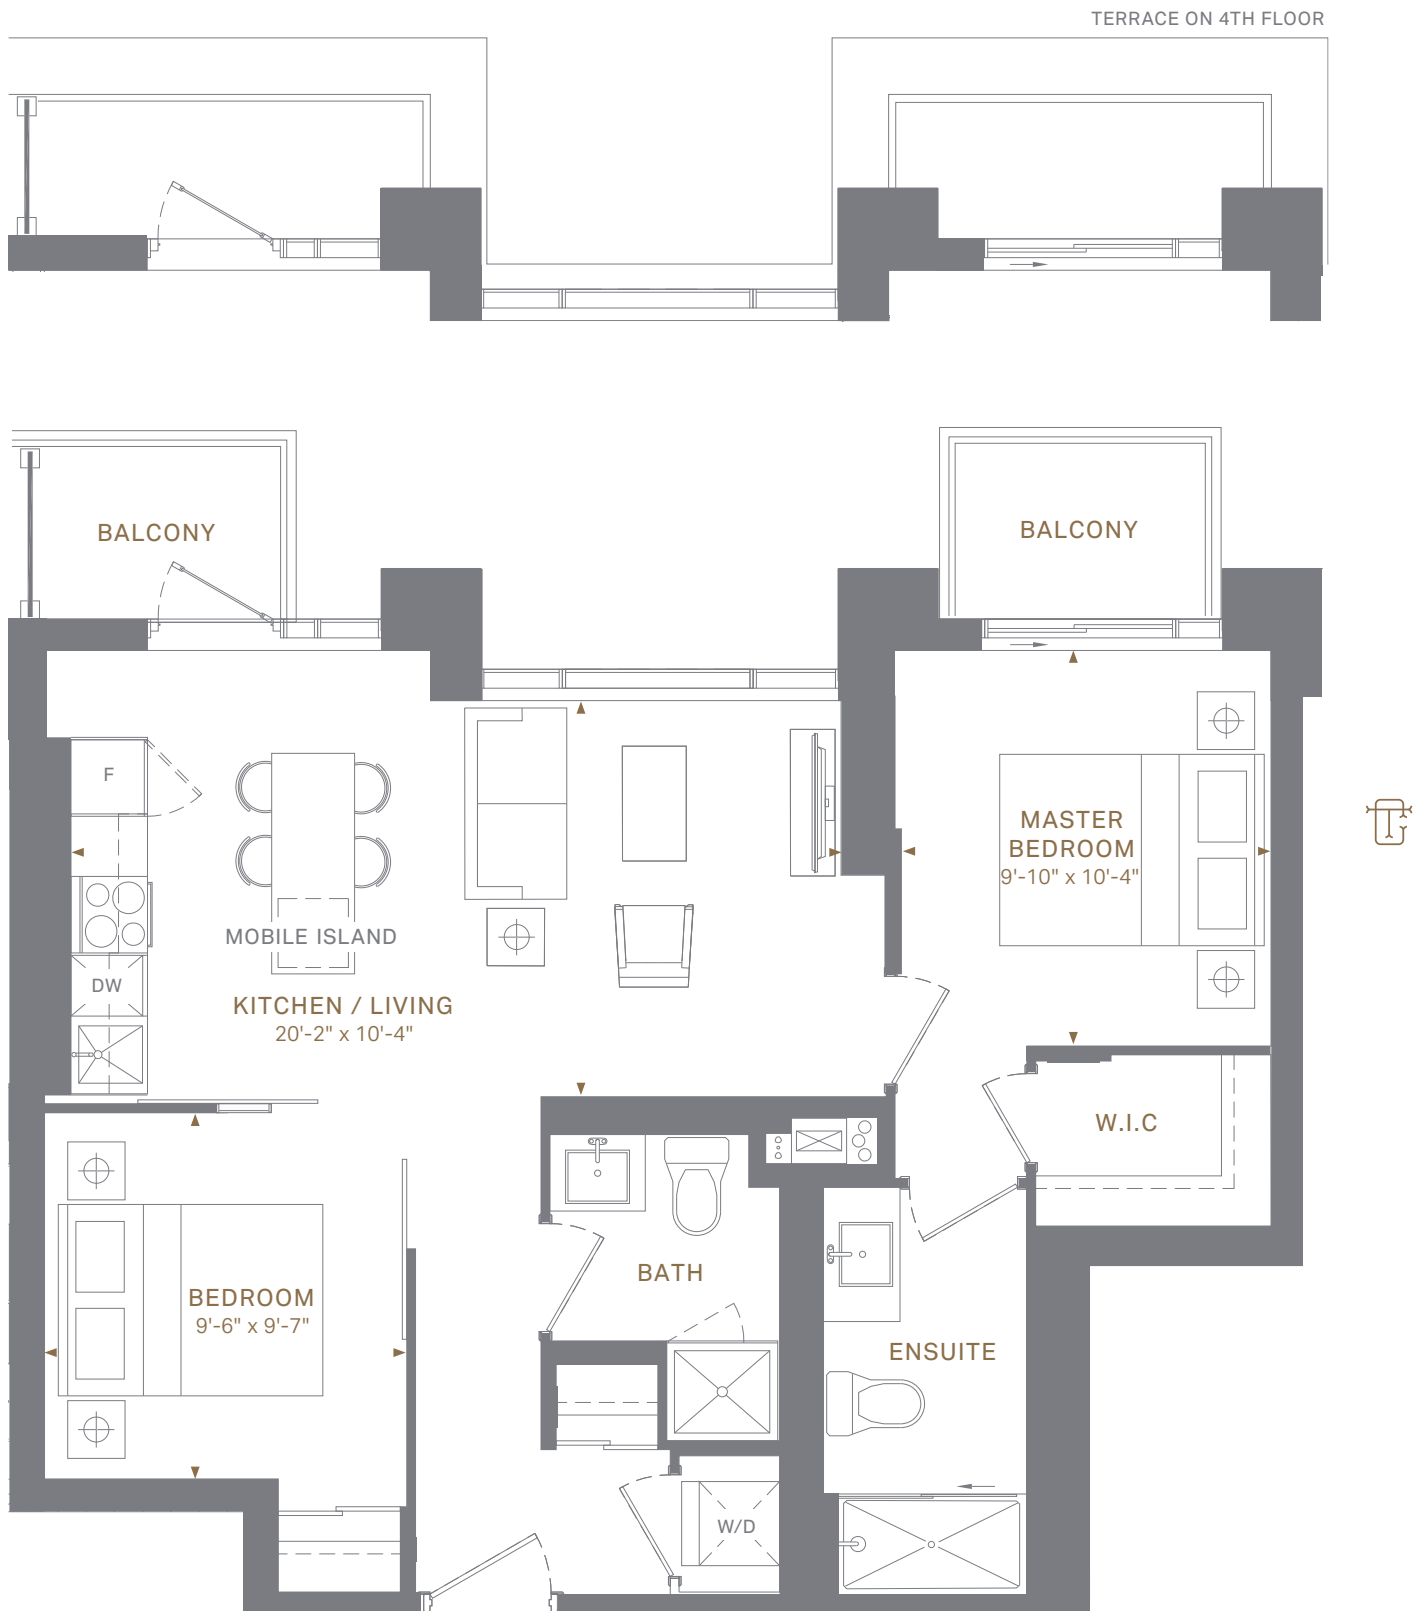 TERRACE ON 4TH FLOOR
BALCONY
BALCONY
F
MASTER
BEDROOM
9'-10" x 10'-4"
MOBILE ISLAND
DW
KITCHEN / LIVING
20'-2" x 10'-4"
W.I.C
BATH
BEDROOM
9'-6" x 9'-7"
ENSUITE
W/D